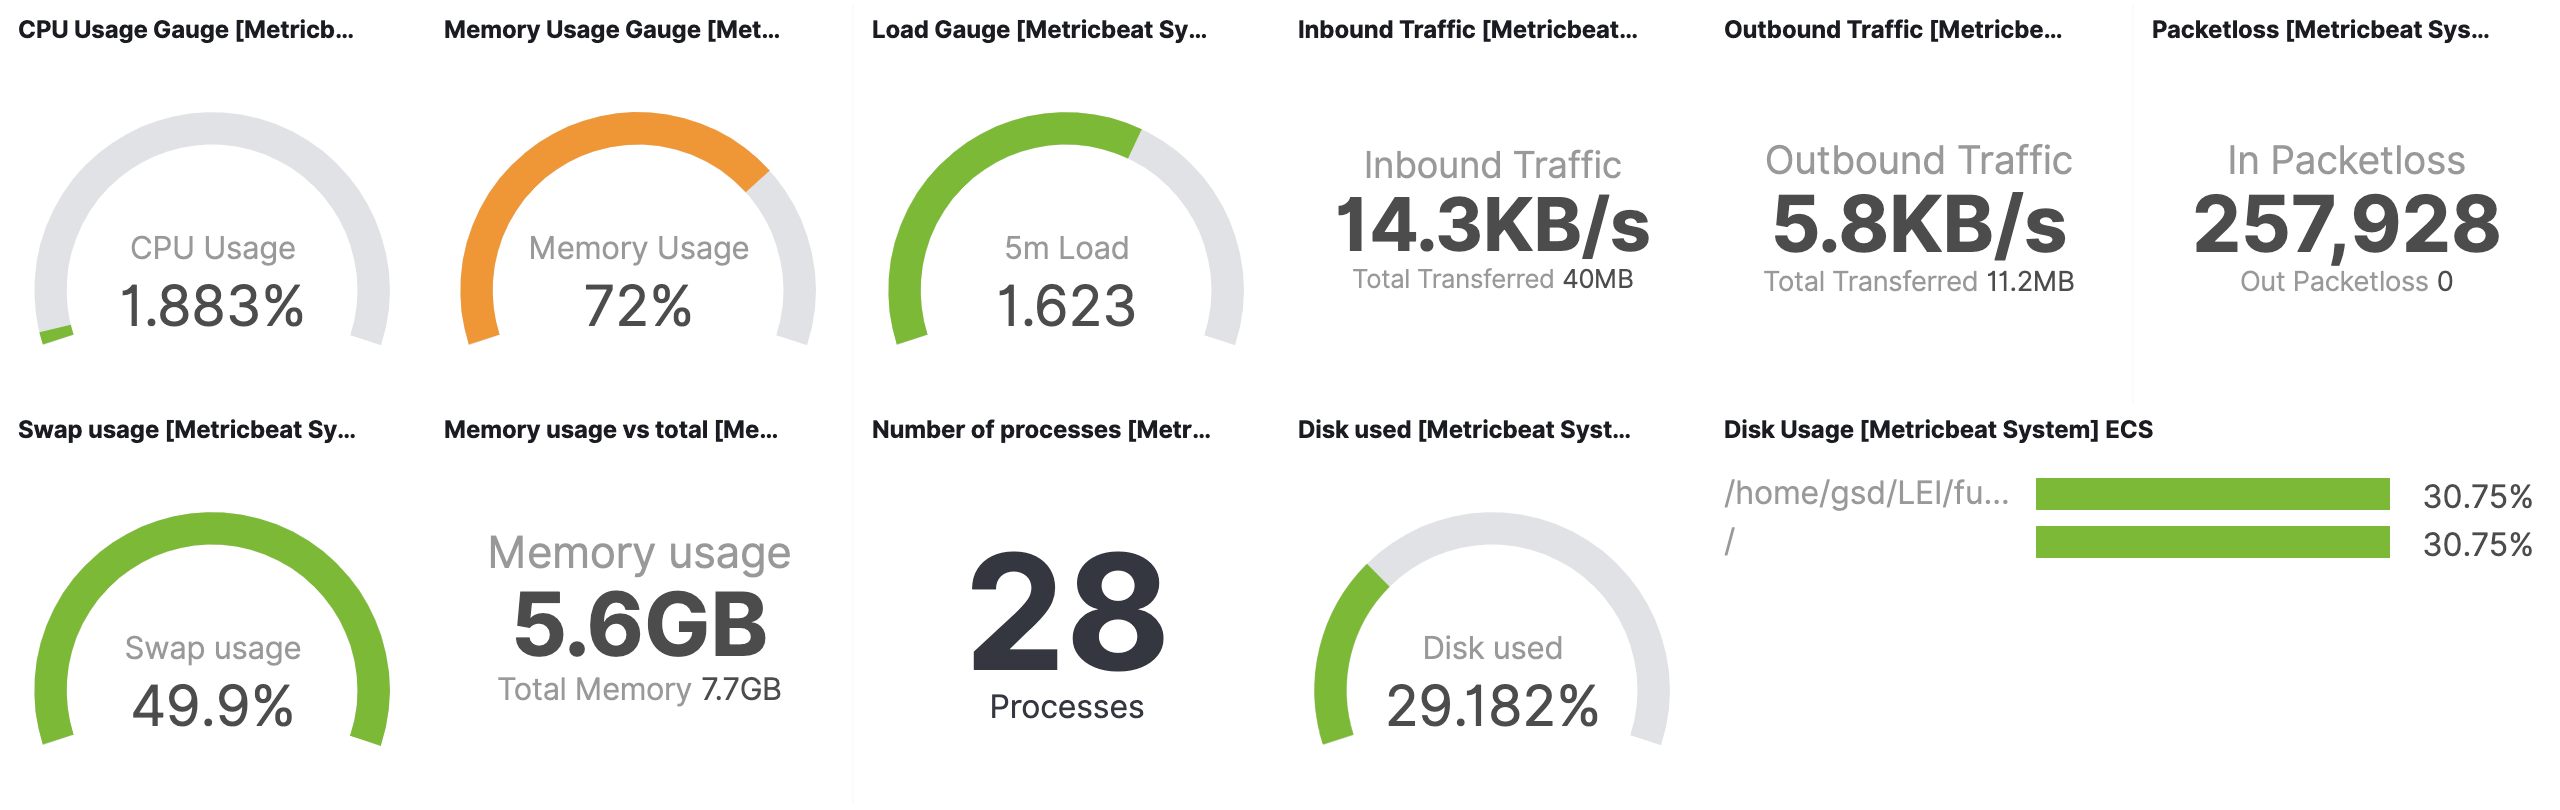 CPU Usage Gauge [Metricb...
CPU Usage
1.883%
Memory Usage Gauge [Met...
Memory Usage
72%
Load Gauge [Metricbeat Sy...
5m Load
1.623
Inbound Traffic [Metricbeat...
Inbound Traffic
14.3KB/s
Total Transferred 40MB
Outbound Traffic [Metricbe...
Outbound Traffic
5.8KB/s
Total Transferred 11.2MB
Packetloss [Metricbeat Sys...
In Packetloss
257,928
Out Packetloss 0
Swap usage [Metricbeat Sy...
Swap usage
49.9%
Memory usage vs total [Me...
Memory usage
5.6GB
Total Memory 7.7GB
Number of processes [Metr...
28
Processes
Disk used [Metricbeat Syst...
Disk used
29.182%
Disk Usage [Metricbeat System] ECS
/home/gsd/LEI/fu... 30.75%
/ 30.75%